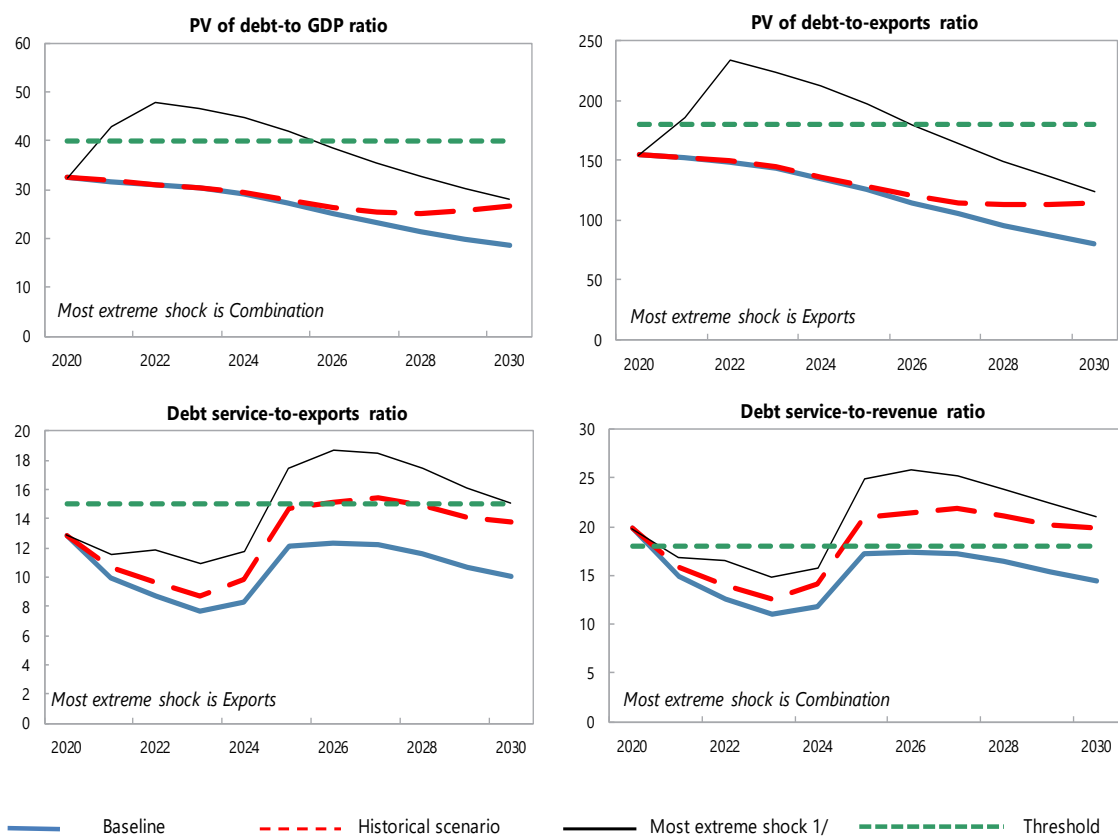 PV of debt-to GDP ratio
60
50
40
30
20
10
0
Most extreme shock is Combination
2020 2022 2024 2026 2028 2030
PV of debt-to-exports ratio
250
200
150
100
50
0
Most extreme shock is Exports
2020 2022 2024 2026 2028 2030
Debt service-to-exports ratio
20
18
16
14
12
10
8
6
4
2
0
Most extreme shock is Exports
2020 2022 2024 2026 2028 2030
Debt service-to-revenue ratio
30
25
20
15
10
5
0
Most extreme shock is Combination
2020 2022 2024 2026 2028 2030
Baseline Historical scenario Most extreme shock 1/ Threshold